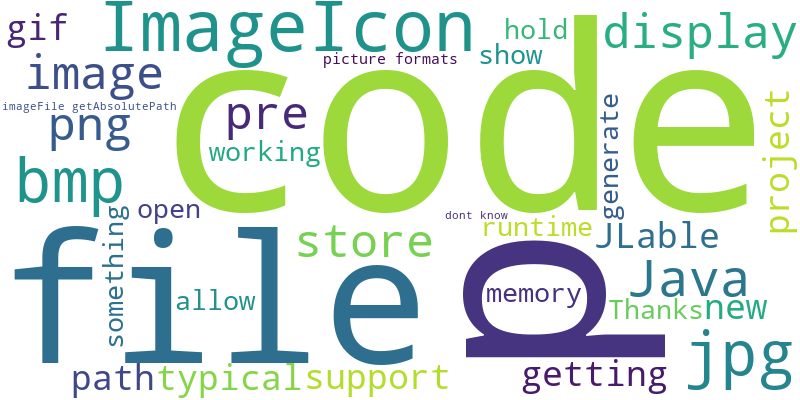 gif ImageIcon hold display
picture formats show
image code
imageFile getAbsolutePath
png pre
working generate project
bmp
open dont know
something file store runtime JLable
p
allow memory Java
Thanks new
jpg
path typical support getting